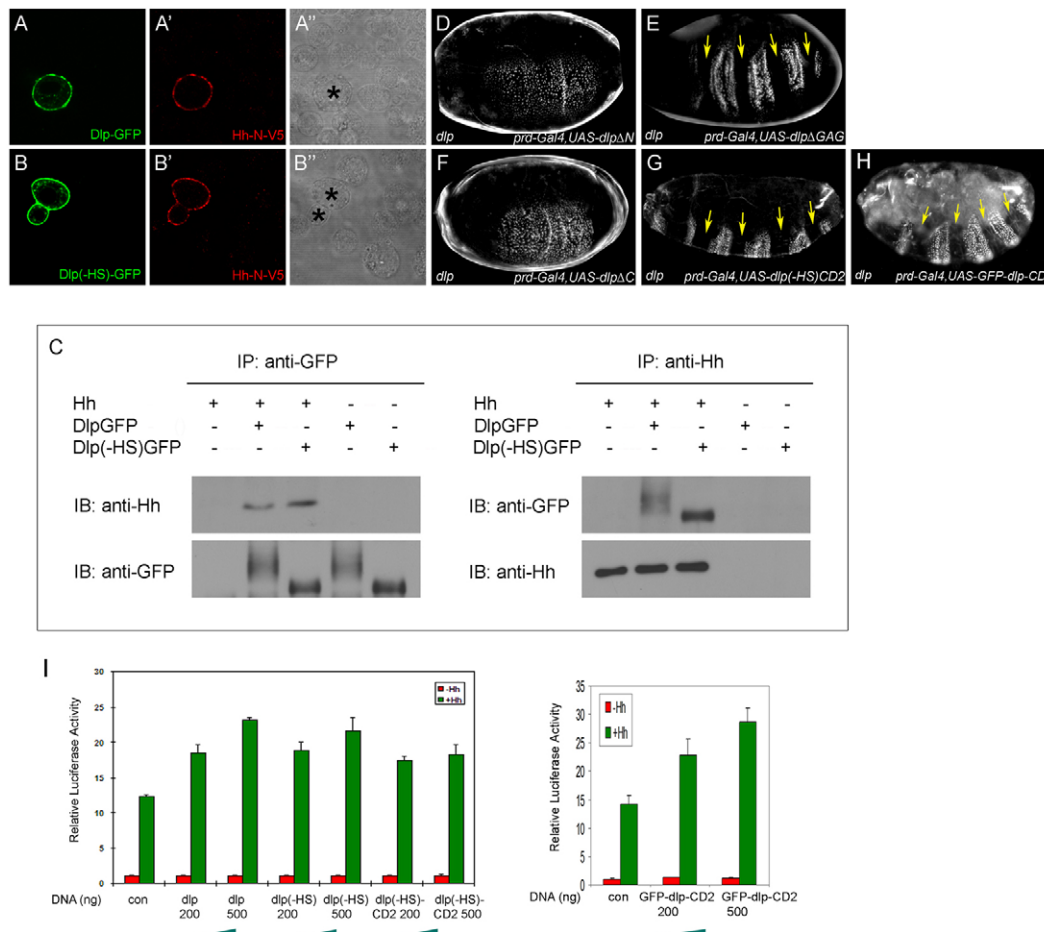 A
Dlp-GFP
A'
Hh-N-V5
A''
*
D
dlp
prd-Gal4,UAS-dlpΔN
E
dlp
prd-Gal4,UAS-dlpΔGAG
B
Dlp(-HS)-GFP
B'
Hh-N-V5
B''
*
*
F
dlp
prd-Gal4,UAS-dlpΔC
G
dlp
prd-Gal4,UAS-dlp(-HS)CD2
H
dlp
prd-Gal4,UAS-GFP-dlp-CD
C
IP: anti-GFP
Hh + + + - -
DlpGFP - + - + -
Dlp(-HS)GFP - - + - +
IB: anti-Hh
IB: anti-GFP
IP: anti-Hh
Hh + + + - -
DlpGFP - + - + -
Dlp(-HS)GFP - - + - +
IB: anti-GFP
IB: anti-Hh
I
Relative Luciferase Activity
30
25
20
15
10
5
0
-Hh
+Hh
DNA (ng)
con
dlp
200
dlp
500
dlp(-HS)
200
dlp(-HS)
500
dlp(-HS)-
CD2 200
dlp(-HS)-
CD2 500
Relative Luciferase Activity
35
30
25
20
15
10
5
0
-Hh
+Hh
DNA (ng)
con
GFP-dlp-CD2
200
GFP-dlp-CD2
500